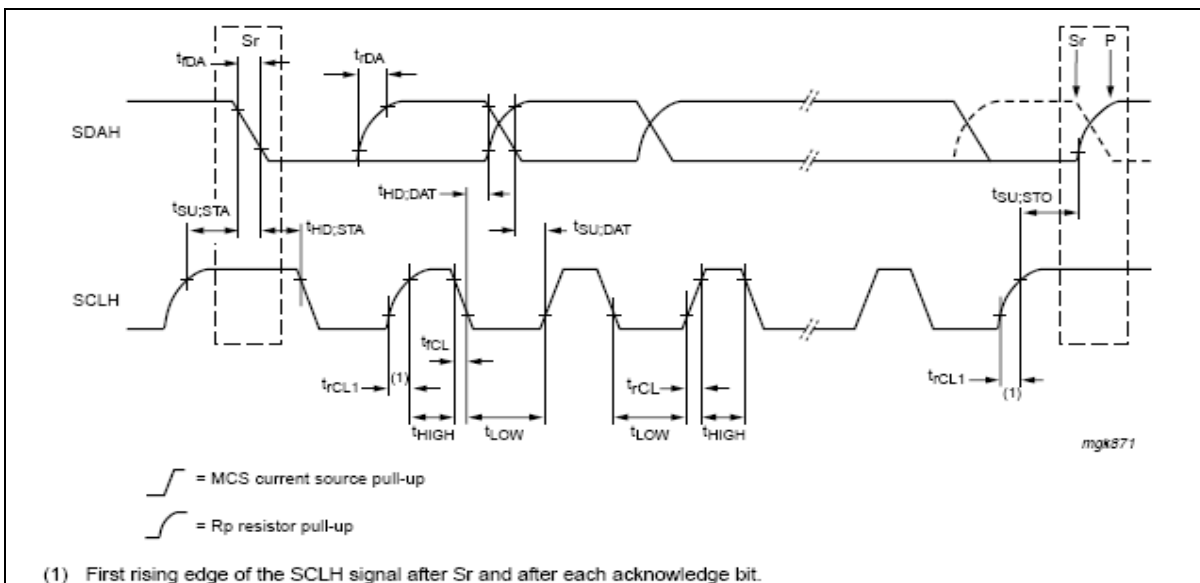 Sr
tfDA
trDA
Sr P
SDAH
tHD;DAT
tSU;STA
tHD;STA
tSU;DAT
tSU;STO
SCLH
tfCL
trCL1
(1)
tHIGH
tLOW
trCL
tLOW
tHIGH
trCL1
(1)
mgk871
= MCS current source pull-up
= Rp resistor pull-up
(1) First rising edge of the SCLH signal after Sr and after each acknowledge bit.